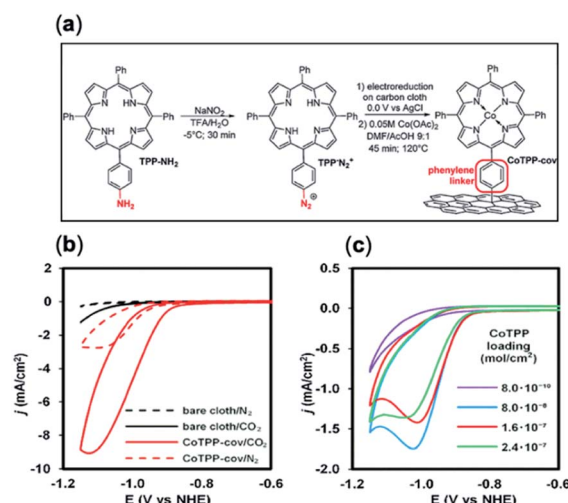 (a)
Ph
Ph
Ph
N
HN
NH
N
TPP-NH₂
NH₂
NaNO₂
TFA/H₂O
-5°C; 30 min
Ph
Ph
Ph
N
HN
NH
N
TPP-N₂⁺
N₂
⊕
1) electroreduction
on carbon cloth
0.0 V vs AgCl
2) 0.05M Co(OAc)₂
DMF/AcOH 9:1
45 min; 120°C
Ph
Ph
Ph
N
N
Co
N
N
CoTPP-cov
phenylene
linker
(b)
j (mA/cm²)
2
0
-2
-4
-6
-8
-10
bare cloth/N₂
bare cloth/CO₂
CoTPP-cov/CO₂
CoTPP-cov/N₂
-1.2
-1.0
-0.8
-0.6
E (V vs NHE)
(c)
j (mA/cm²)
0.5
0.0
-0.5
-1.0
-1.5
-2.0
CoTPP
loading
(mol/cm²)
8.0·10⁻¹⁰
8.0·10⁻⁸
1.6·10⁻⁷
2.4·10⁻⁷
-1.2
-1.0
-0.8
-0.6
E (V vs NHE)